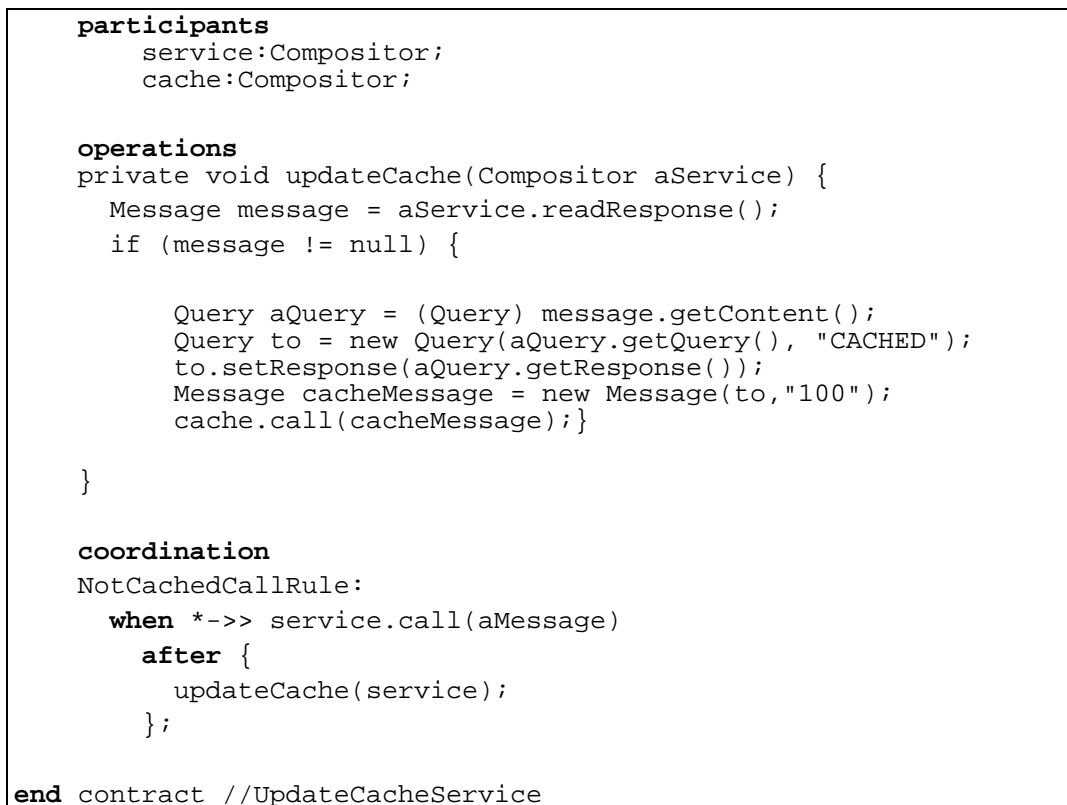 participants
service:Compositor;
cache:Compositor;
operations
private void updateCache(Compositor aService) {
Message message = aService.readResponse();
if (message != null) {
Query aQuery = (Query) message.getContent();
Query to = new Query(aQuery.getQuery(), "CACHED");
to.setResponse(aQuery.getResponse());
Message cacheMessage = new Message(to,"100");
cache.call(cacheMessage);}
}
coordination
NotCachedCallRule:
when *->> service.call(aMessage)
after {
updateCache(service);
};
end contract //UpdateCacheService